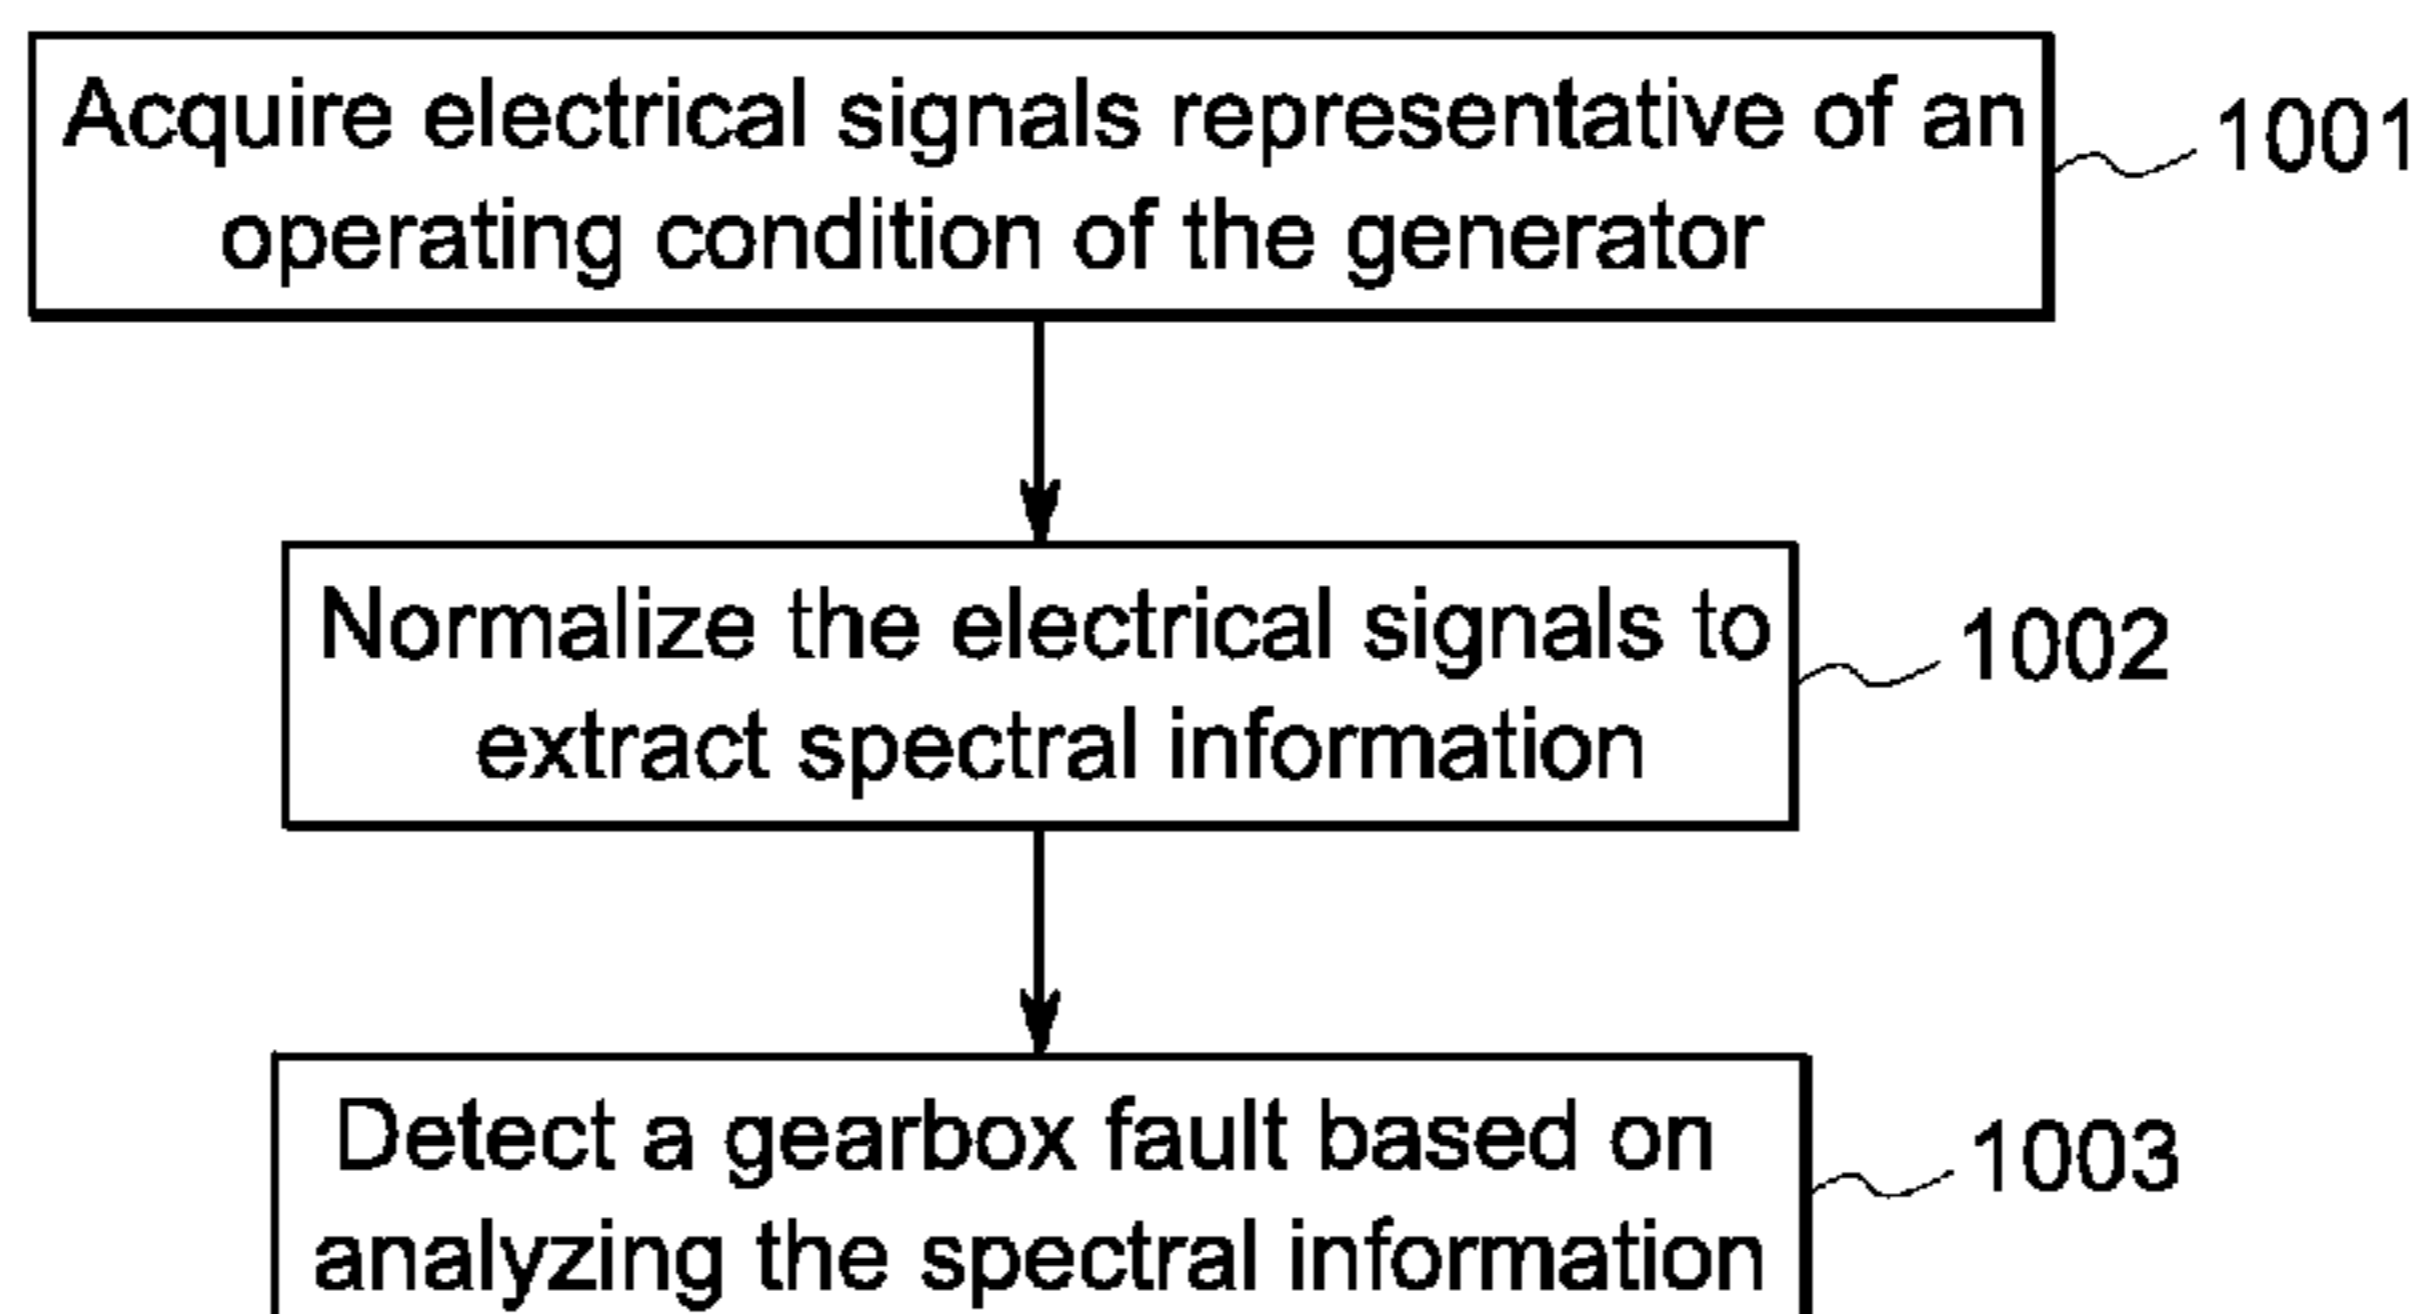 Acquire electrical signals representative of an
operating condition of the generator
1001
Normalize the electrical signals to
extract spectral information
1002
Detect a gearbox fault based on
analyzing the spectral information
1003